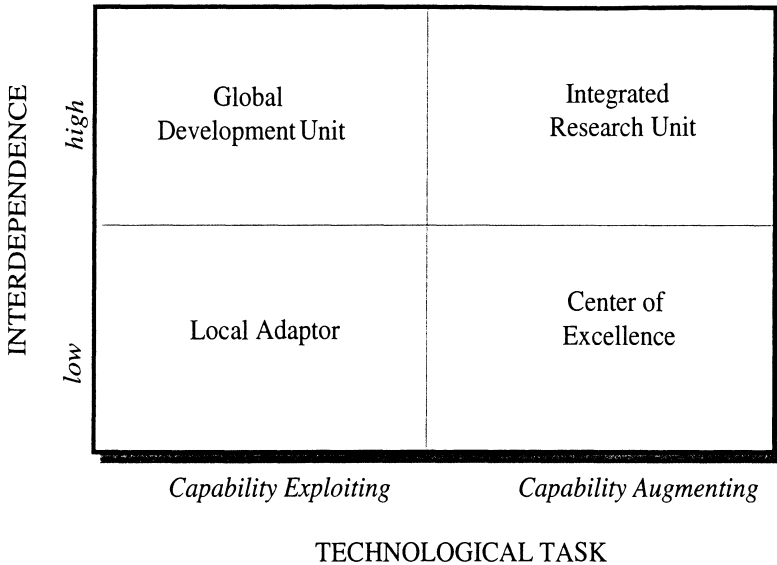 INTERDEPENDENCE
high
low
Global
Development Unit
Integrated
Research Unit
Local Adaptor
Center of
Excellence
Capability Exploiting
Capability Augmenting
TECHNOLOGICAL TASK